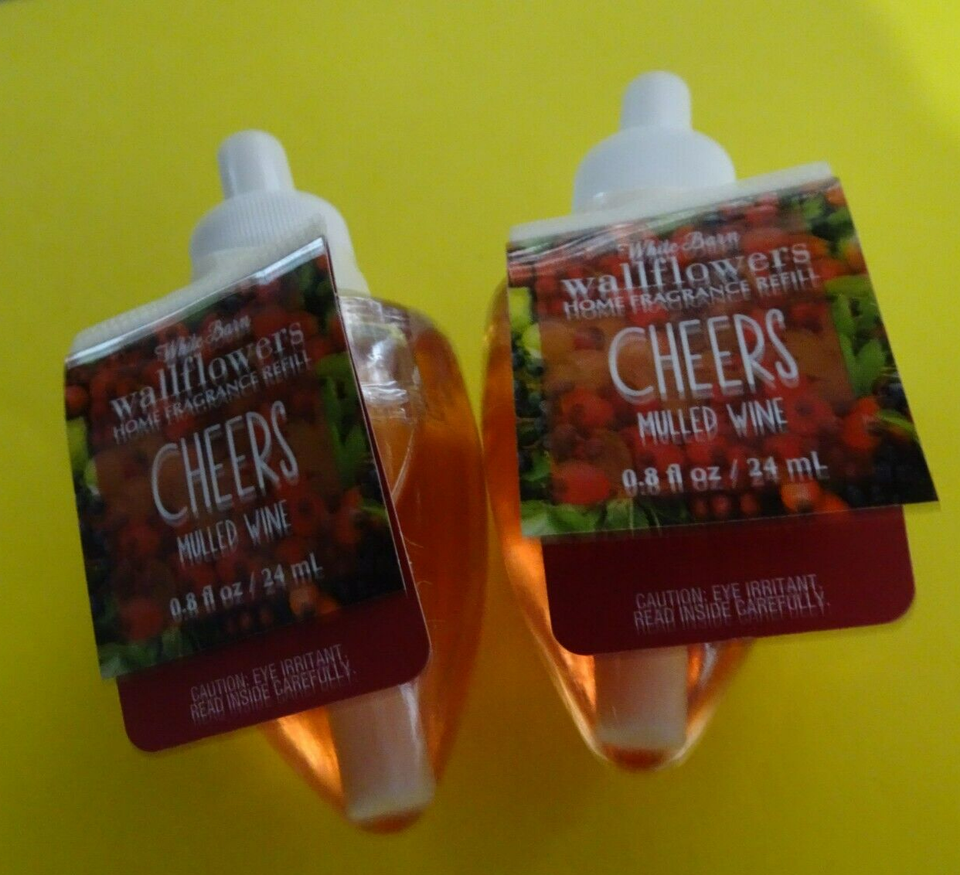 White Barn
wallflowers
HOME FRAGRANCE REFILL
CHEERS
MULLED WINE
0.8 fl oz / 24 mL
CAUTION: EYE IRRITANT.
READ INSIDE CAREFULLY.
White Barn
wallflowers
HOME FRAGRANCE REFILL
CHEERS
MULLED WINE
0.8 fl oz / 24 mL
CAUTION: EYE IRRITANT.
READ INSIDE CAREFULLY.